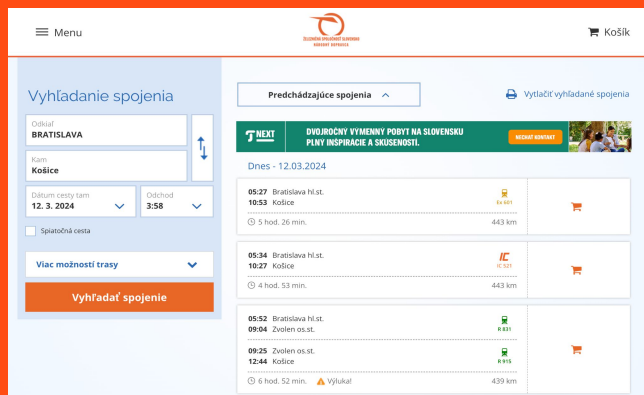 Menu
ŽELEZNIČNÁ SPOLOČNOSŤ SLOVENSKO
NÁRODNÝ DOPRAVCA
Košík
Vyhľadanie spojenia
Odkiaľ
BRATISLAVA
Kam
Košice
Dátum cesty tam
12. 3. 2024
Odchod
3:58
Spiatočná cesta
Viac možností trasy
Vyhľadať spojenie
Predchádzajúce spojenia
Vytlačiť vyhľadané spojenia
NEXT
DVOJROČNÝ VÝMENNÝ POBYT NA SLOVENSKU
PLNÝ INŠPIRÁCIE A SKÚSENOSTÍ.
NECHAŤ KONTAKT
Dnes - 12.03.2024
05:27 Bratislava hl.st.
10:53 Košice
Ex 601
5 hod. 26 min.
443 km
05:34 Bratislava hl.st.
10:27 Košice
IC
IC 521
4 hod. 53 min.
443 km
05:52 Bratislava hl.st.
09:04 Zvolen os.st.
R 831
09:25 Zvolen os.st.
12:44 Košice
R 915
6 hod. 52 min.
Výluka!
439 km